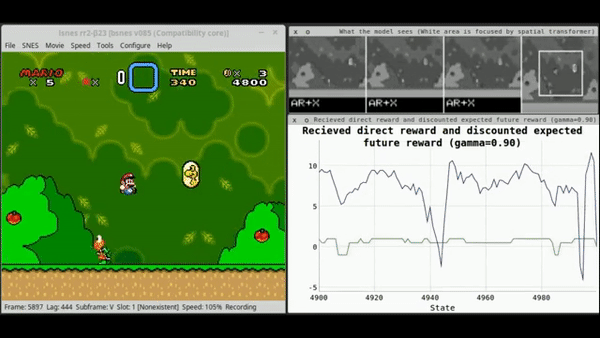 lsnes rr2-β23 [bsnes v085 (Compatibility core)]
File SNES Movie Speed Tools Configure Help
MARIO
x 5
x
0
TIME
340
x 3
4800
Frame: 5897 Lag: 444 Subframe: V Slot: 1 [Nonexistent] Speed: 105% Recording
x o What the model sees (White area is focused by spatial transformer)
AR+X AR+X AR+X
x o Recieved direct reward and discounted expected future reward (gamma=0.90)
Recieved direct reward and discounted expected
future reward (gamma=0.90)
10
5
0
-5
4900 4920 4940 4960 4980
State